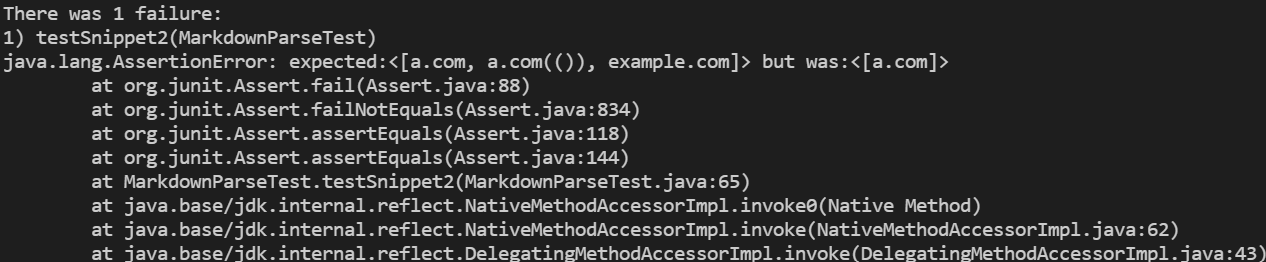 There was 1 failure:
1) testSnippet2(MarkdownParseTest)
java.lang.AssertionError: expected:<[a.com, a.com(()), example.com]> but was:<[a.com]>
        at org.junit.Assert.fail(Assert.java:88)
        at org.junit.Assert.failNotEquals(Assert.java:834)
        at org.junit.Assert.assertEquals(Assert.java:118)
        at org.junit.Assert.assertEquals(Assert.java:144)
        at MarkdownParseTest.testSnippet2(MarkdownParseTest.java:65)
        at java.base/jdk.internal.reflect.NativeMethodAccessorImpl.invoke0(Native Method)
        at java.base/jdk.internal.reflect.NativeMethodAccessorImpl.invoke(NativeMethodAccessorImpl.java:62)
        at java.base/jdk.internal.reflect.DelegatingMethodAccessorImpl.invoke(DelegatingMethodAccessorImpl.java:43)